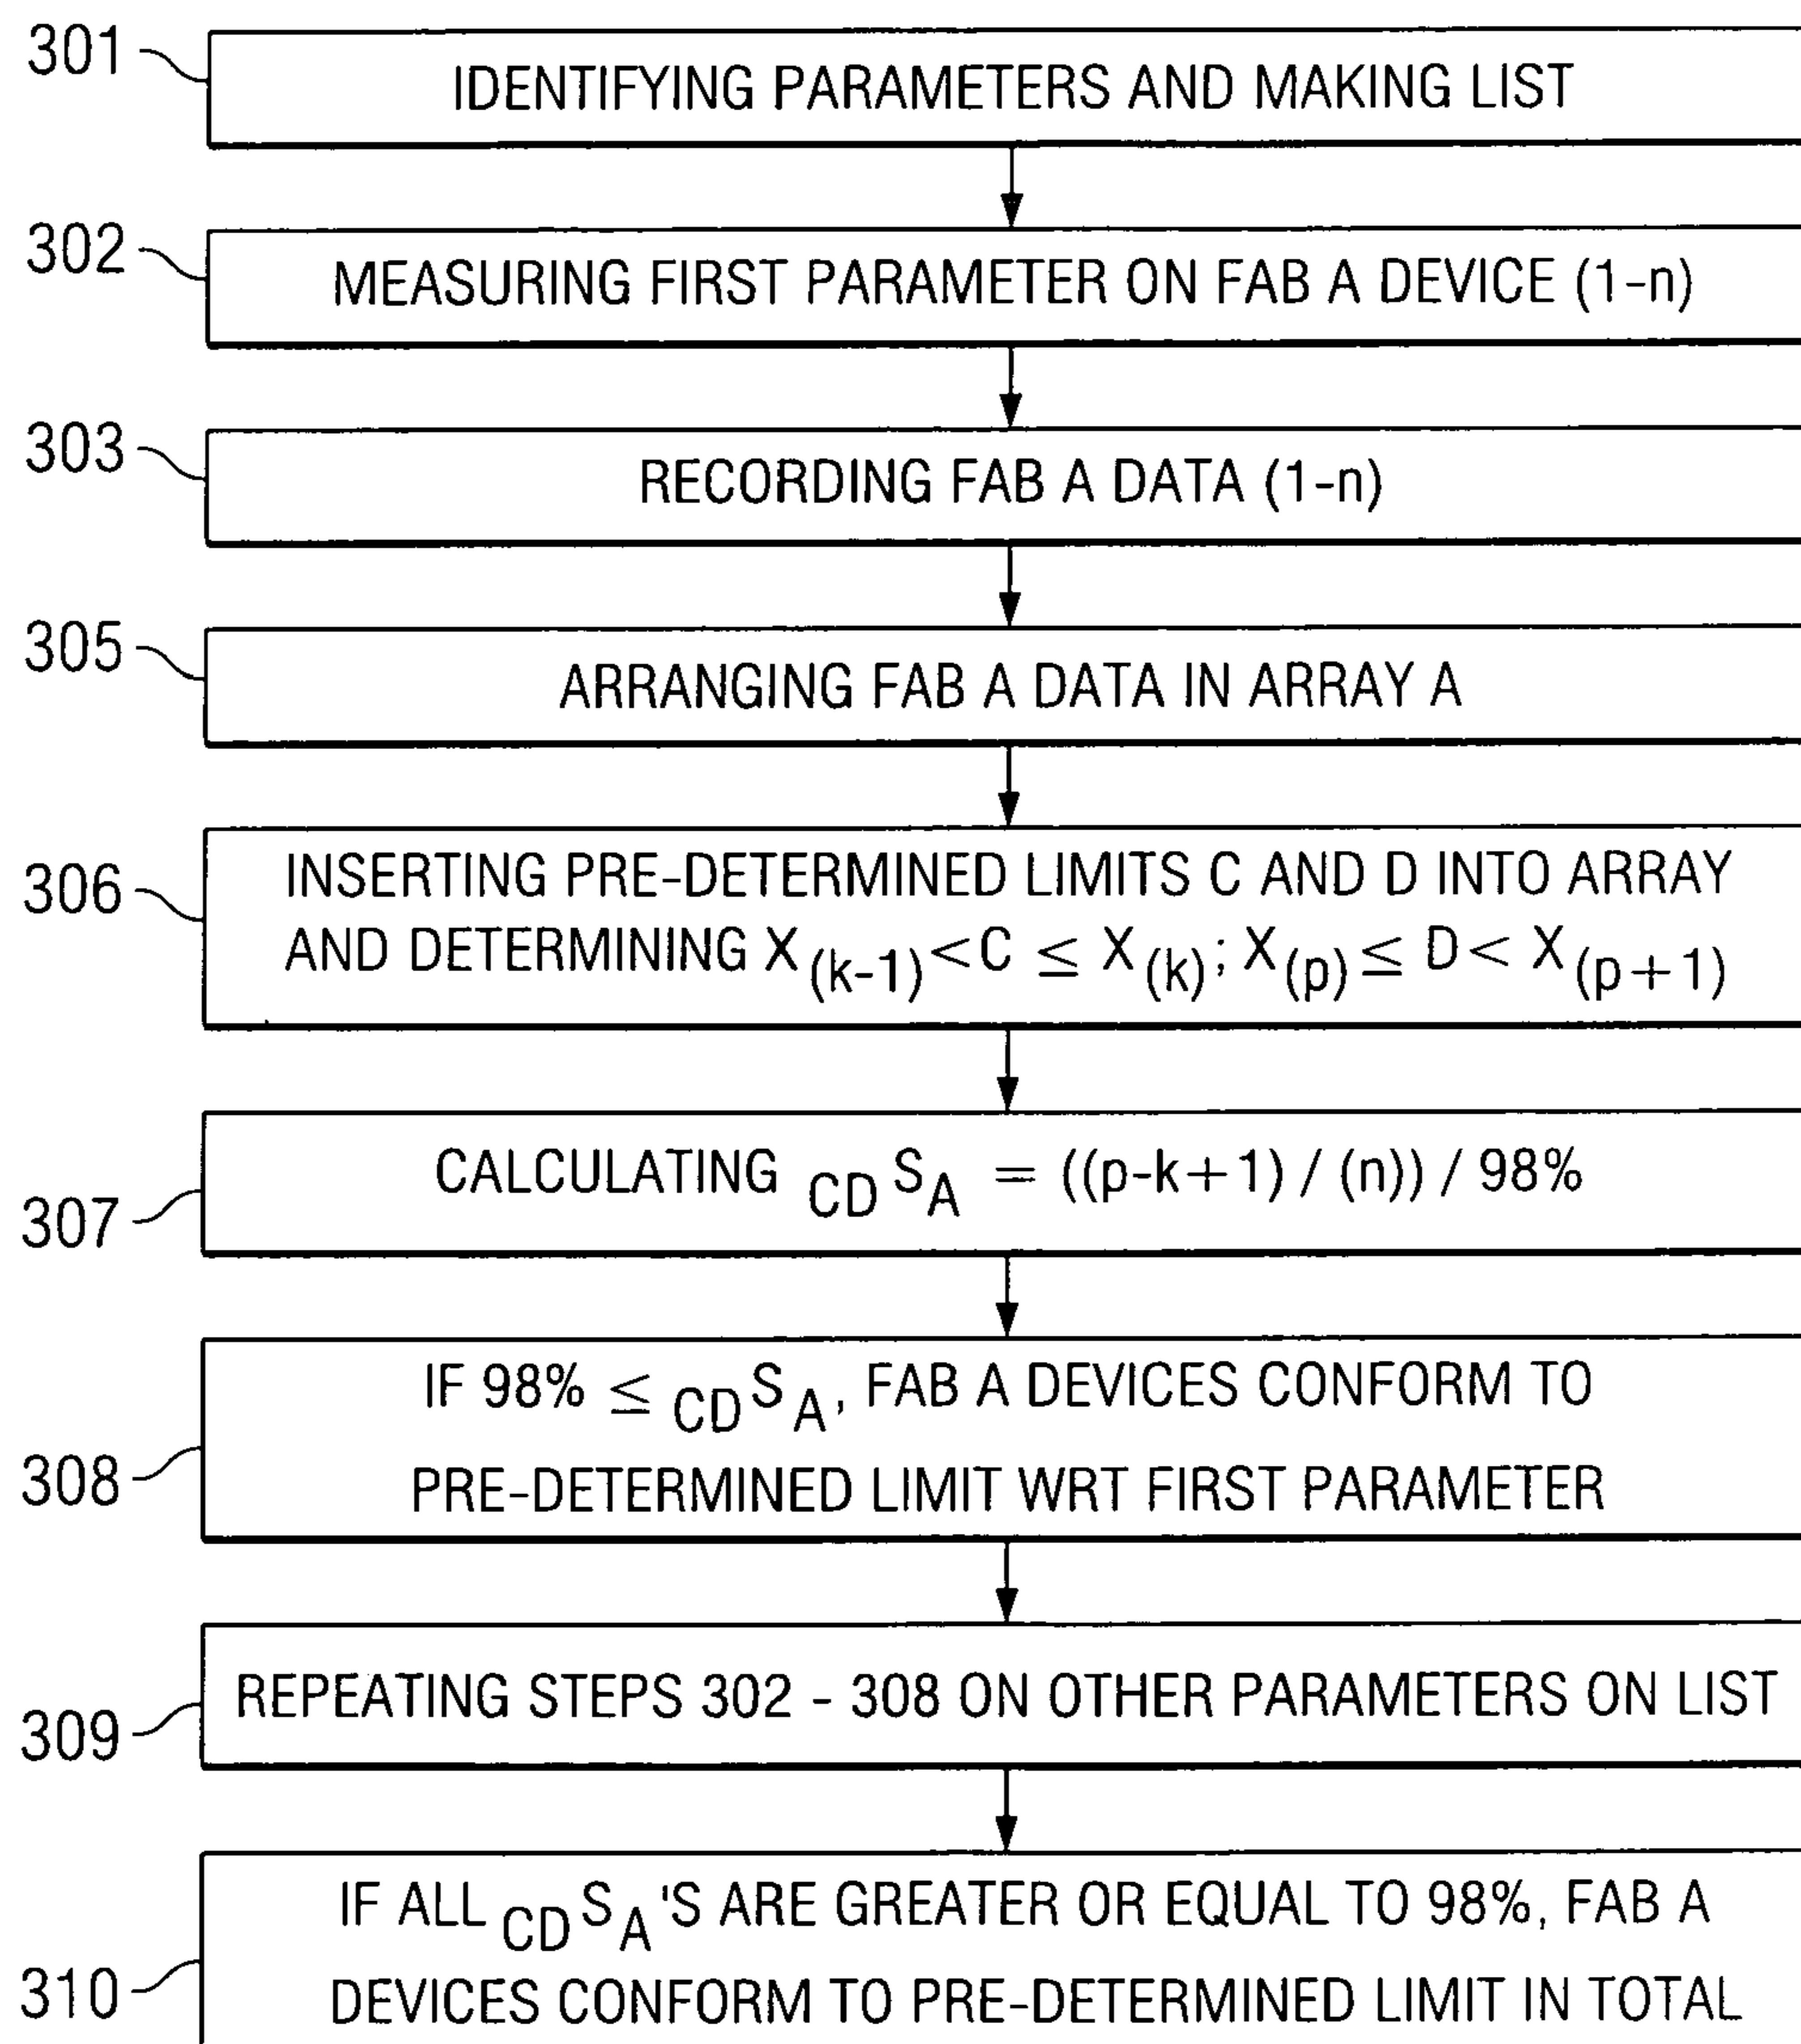 301
IDENTIFYING PARAMETERS AND MAKING LIST
302
MEASURING FIRST PARAMETER ON FAB A DEVICE (1-n)
303
RECORDING FAB A DATA (1-n)
305
ARRANGING FAB A DATA IN ARRAY A
306
INSERTING PRE-DETERMINED LIMITS C AND D INTO ARRAY
AND DETERMINING X(k-1)<C ≤ X(k); X(p) ≤ D< X(p+1)
307
CALCULATING CD S A = ((p-k+1) / (n)) / 98%
308
IF 98% ≤ CD S A, FAB A DEVICES CONFORM TO
PRE-DETERMINED LIMIT WRT FIRST PARAMETER
309
REPEATING STEPS 302 - 308 ON OTHER PARAMETERS ON LIST
310
IF ALL CD S A'S ARE GREATER OR EQUAL TO 98%, FAB A
DEVICES CONFORM TO PRE-DETERMINED LIMIT IN TOTAL